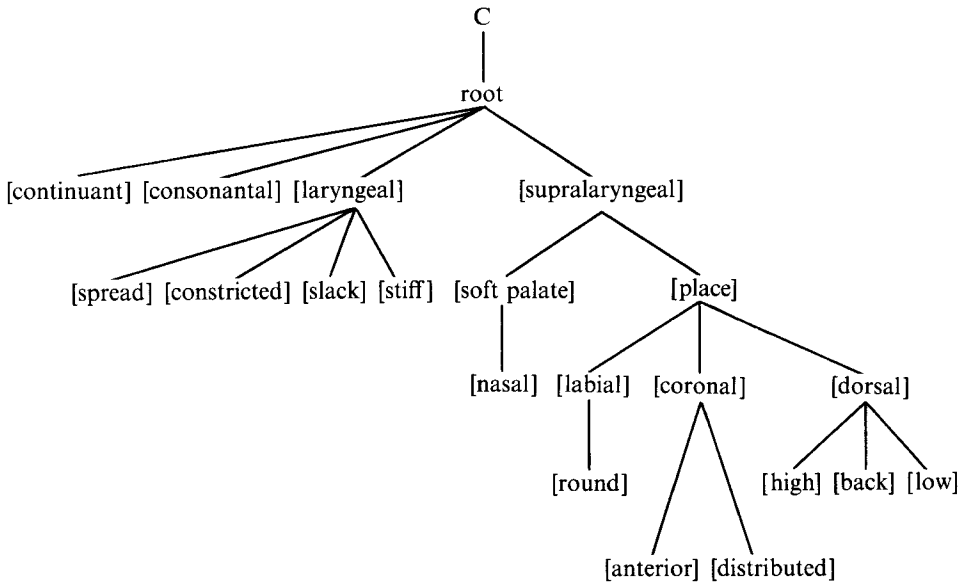 C
root
[continuant] [consonantal] [laryngeal] [supralaryngeal]
[spread] [constricted] [slack] [stiff] [soft palate] [place]
[nasal] [labial] [coronal] [dorsal]
[round] [high] [back] [low]
[anterior] [distributed]